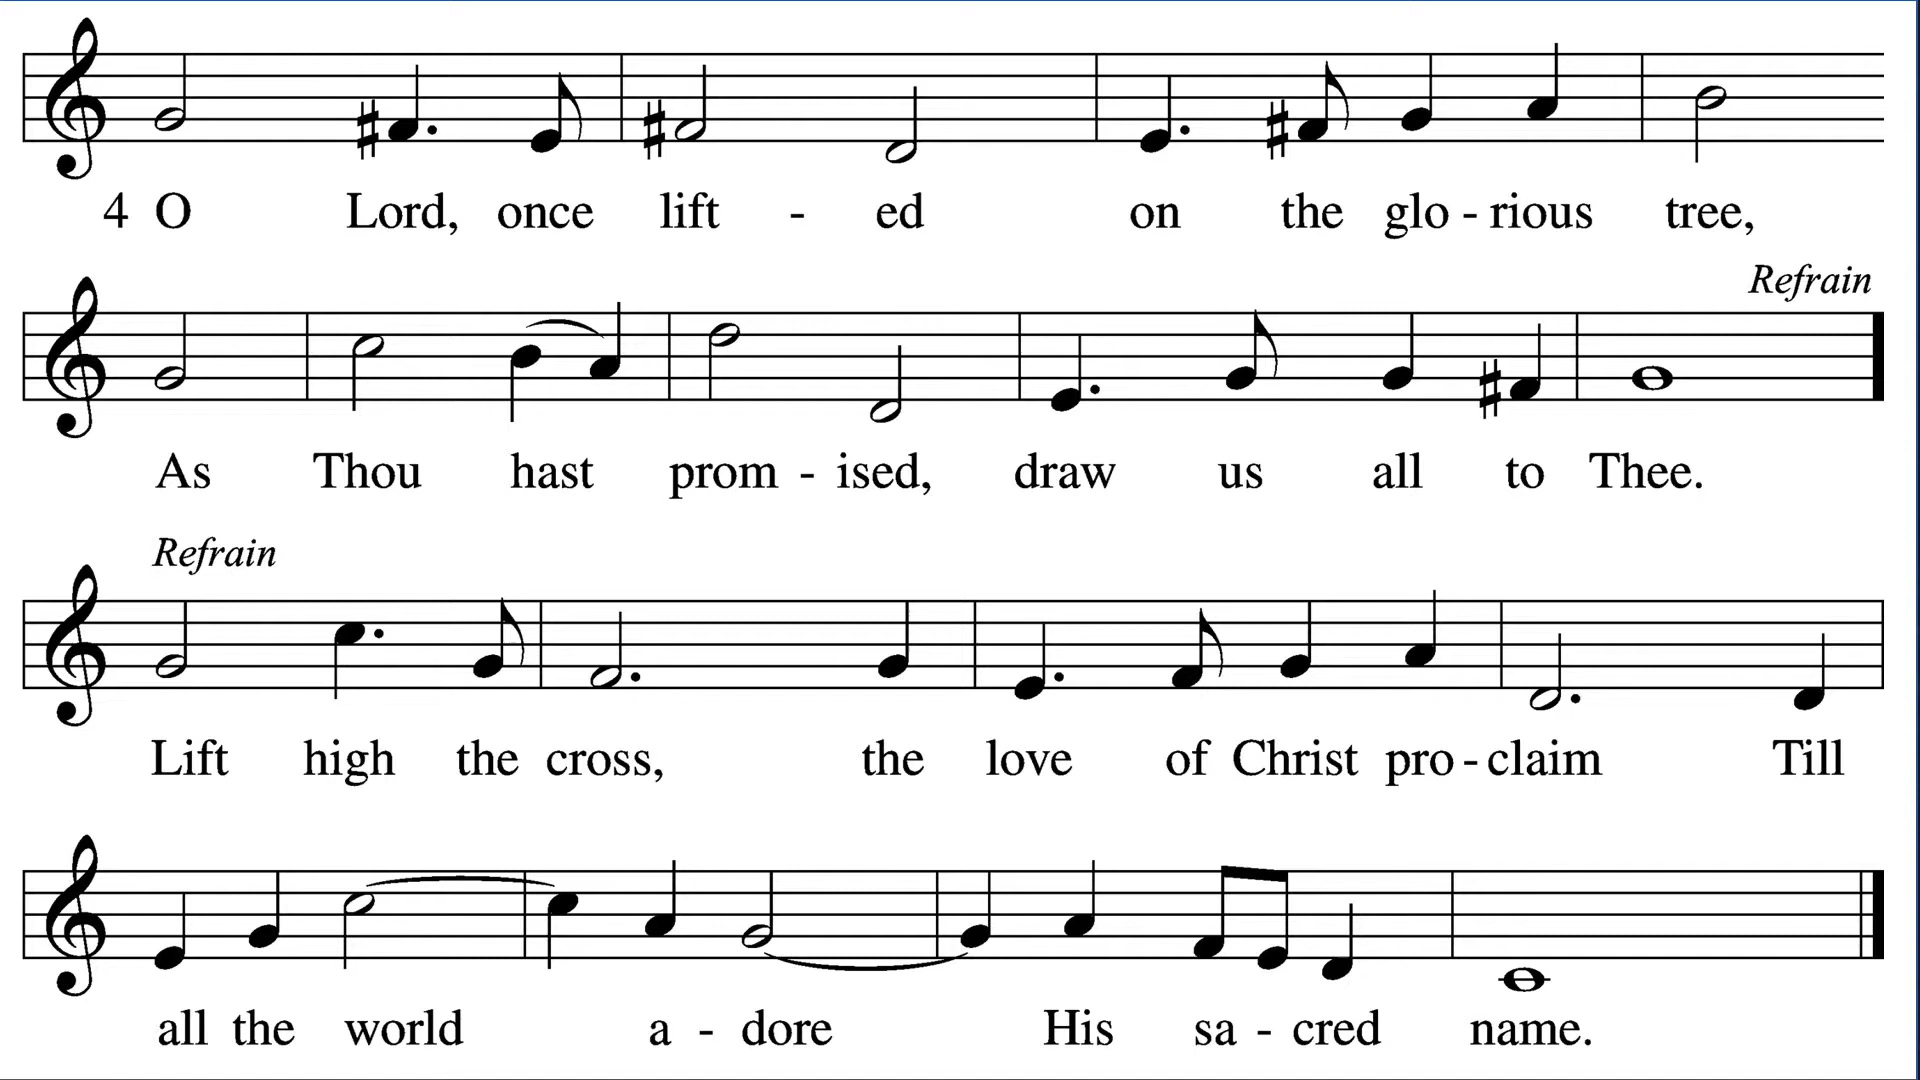 4 O Lord, once lift - ed on the glo - rious tree,
Refrain
As Thou hast prom - ised, draw us all to Thee.
Refrain
Lift high the cross, the love of Christ pro - claim Till
all the world a - dore His sa - cred name.